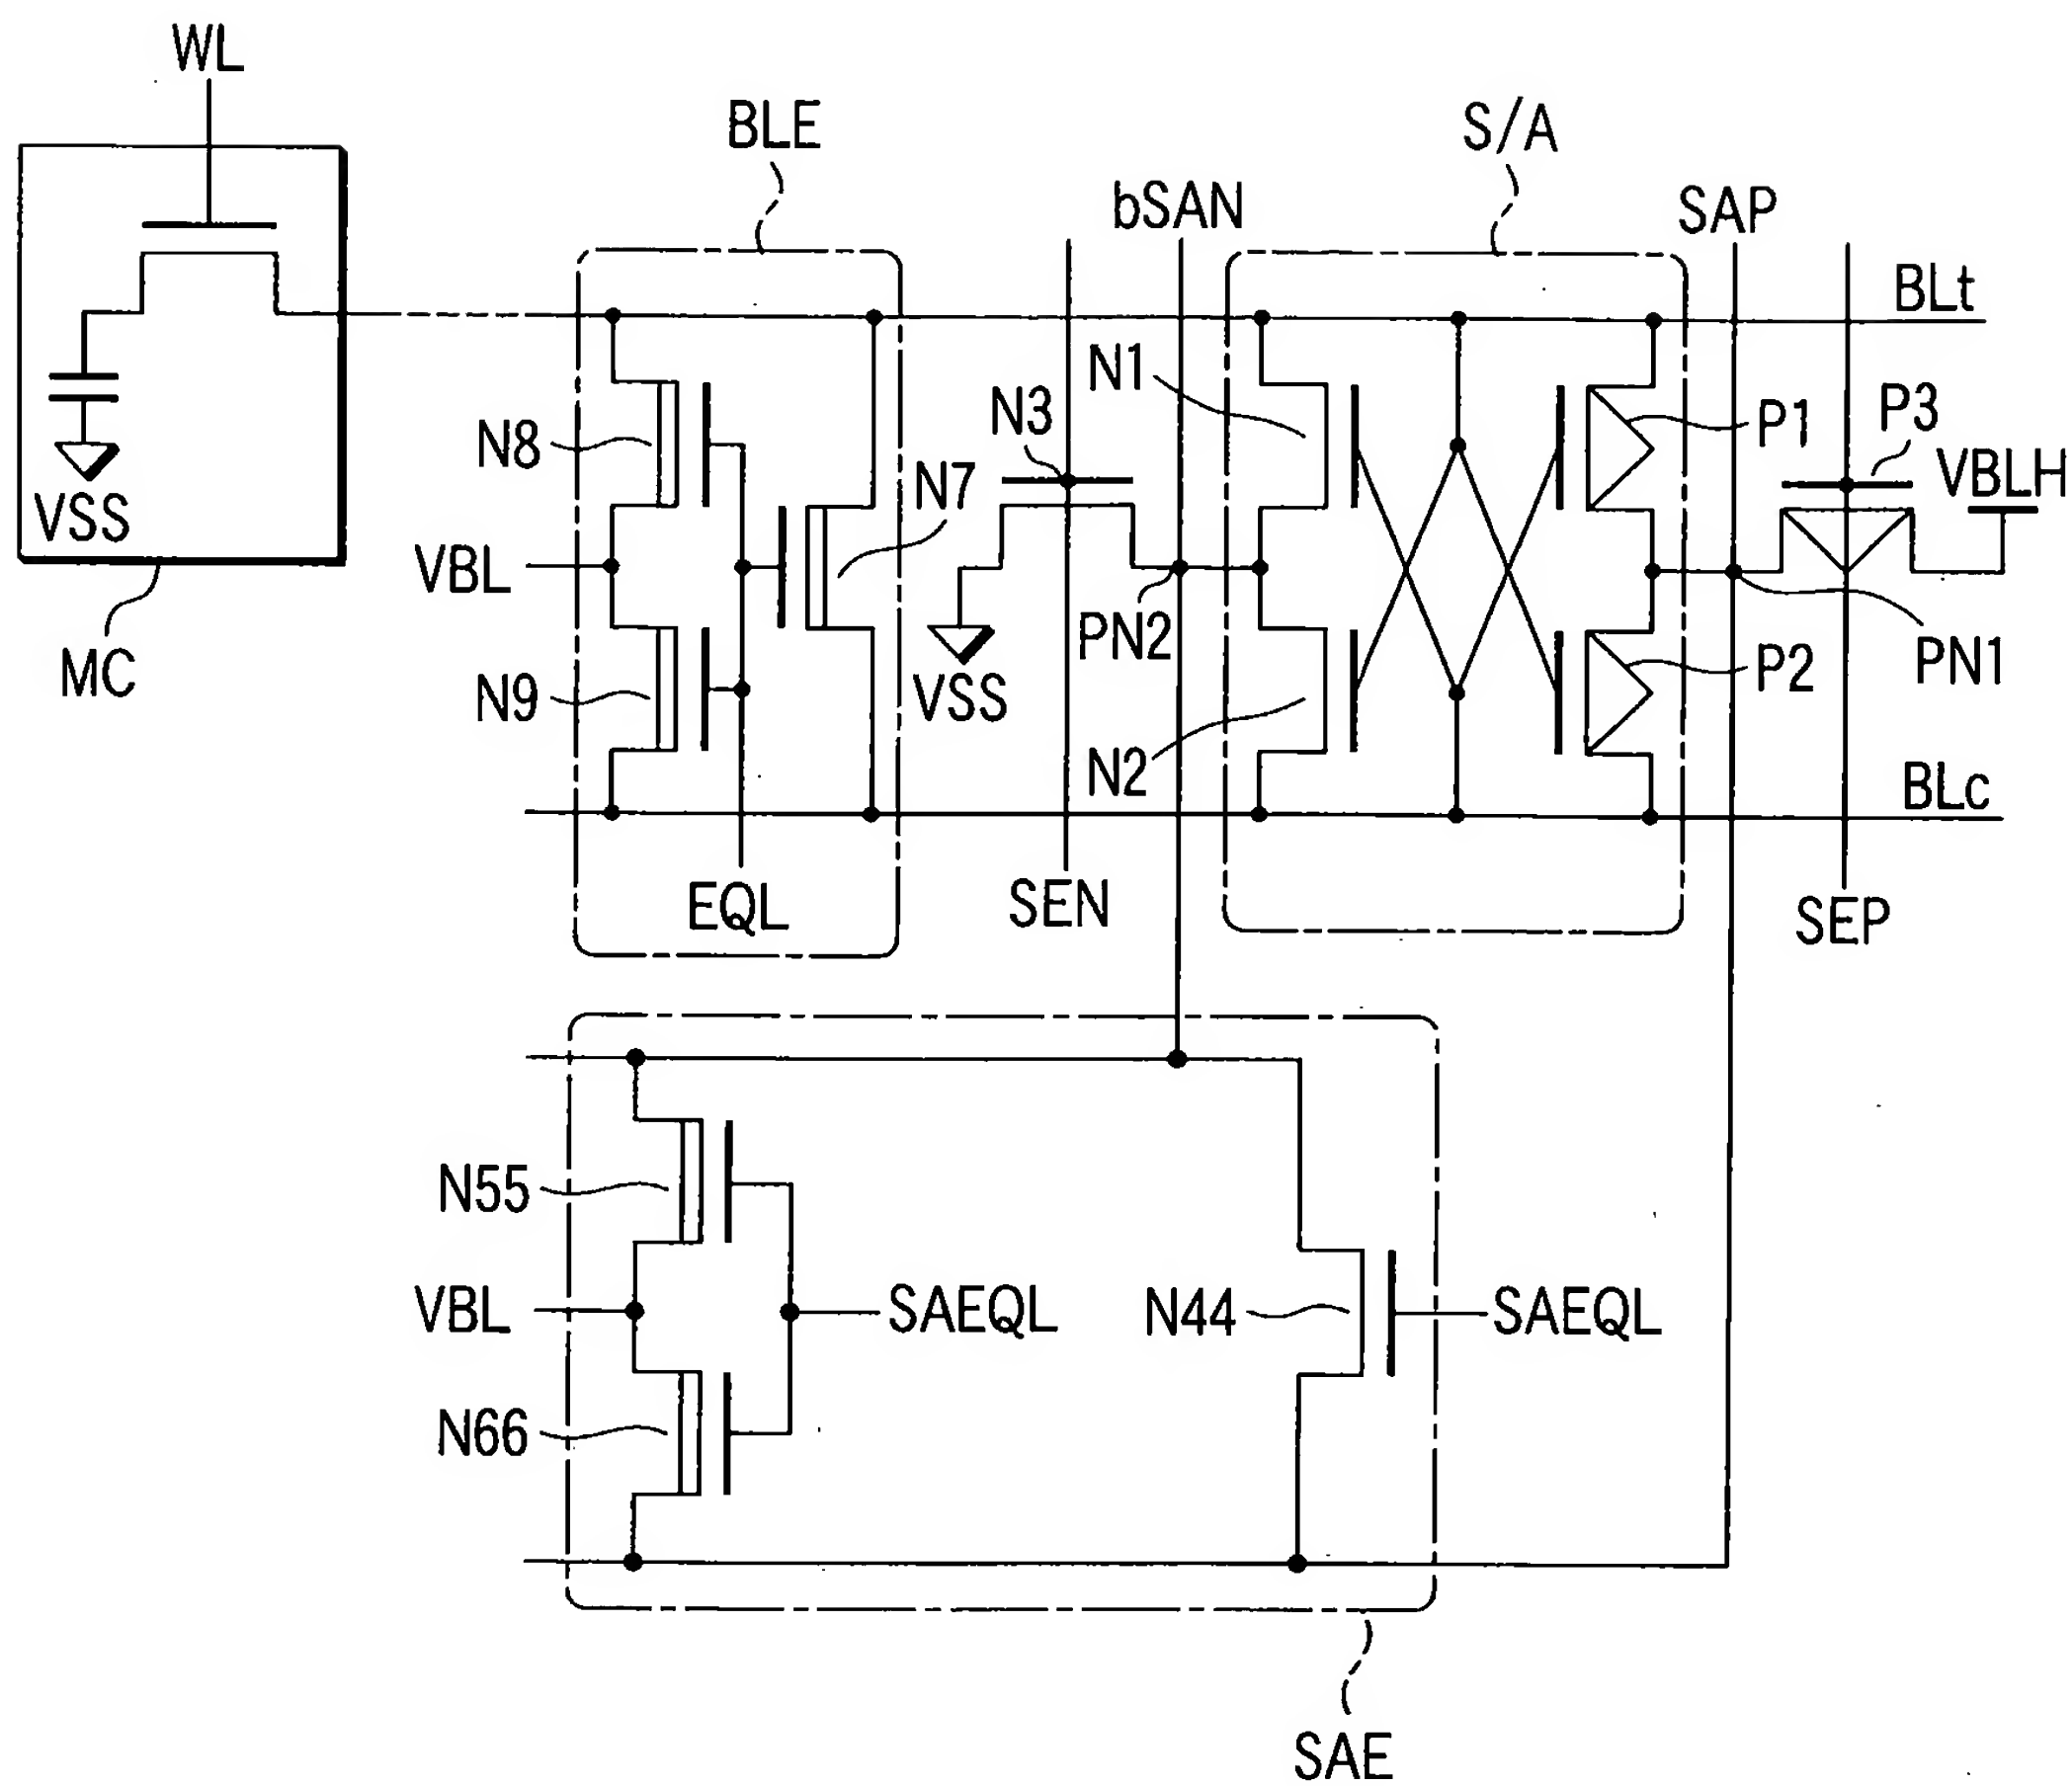 WL
BLE
S/A
bSAN
SAP
BLt
N1
N3
P1
P3
N8
N7
VBLH
VSS
VBL
PN2
MC
N9
VSS
P2
PN1
N2
BLc
EQL
SEN
SEP
N55
VBL
SAEQL
N44
SAEQL
N66
SAE